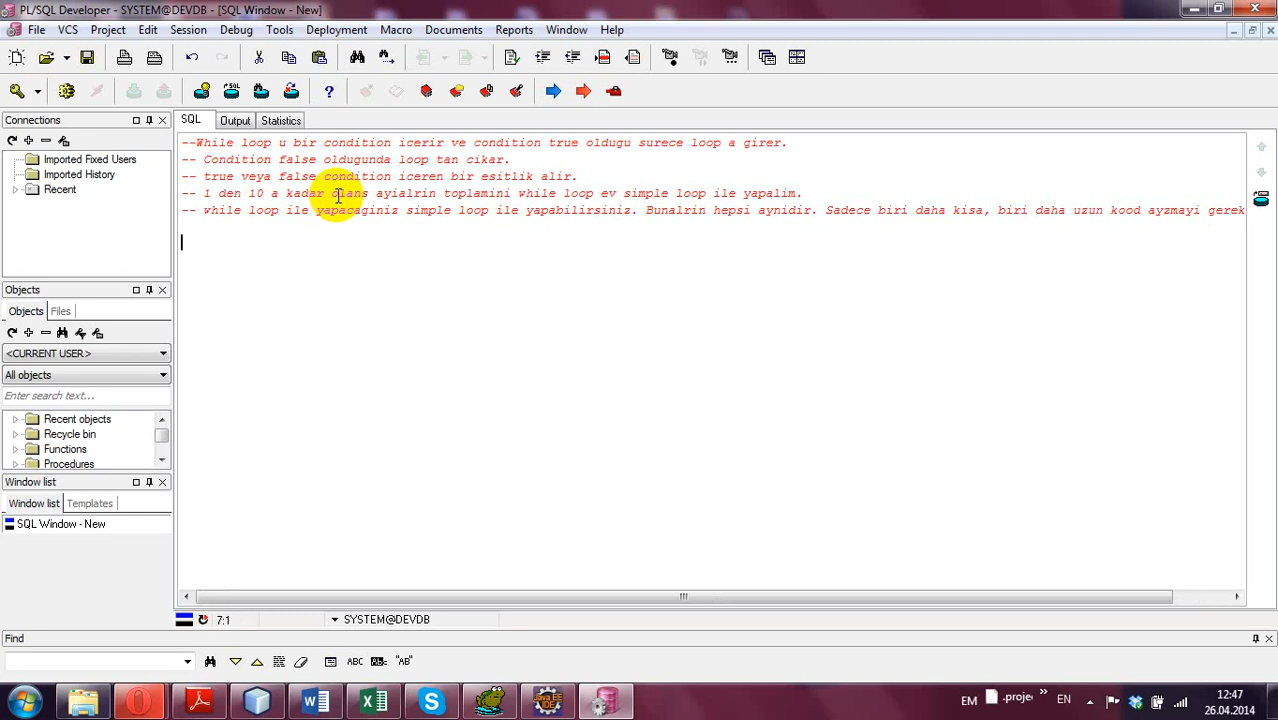 PL/SQL Developer - SYSTEM@DEVDB - [SQL Window - New]
File VCS Project Edit Session Debug Tools Deployment Macro Documents Reports Window Help
Connections
SQL Output Statistics
Imported Fixed Users
Imported History
Recent
--While loop u bir condition icerir ve condition true oldugu surece loop a girer.
-- Condition false oldugunda loop tan cikar.
-- true veya false condition iceren bir esitlik alir.
-- 1 den 10 a kadar olans ayialrin toplamini while loop ev simple loop ile yapalim.
-- while loop ile yapacaginiz simple loop ile yapabilirsiniz. Bunalrin hepsi aynidir. Sadece biri daha kisa, biri daha uzun kood ayzmayi gerek
Objects
Objects Files
<CURRENT USER>
All objects
Enter search text...
Recent objects
Recycle bin
Functions
Procedures
Window list
Window list Templates
SQL Window - New
7:1 SYSTEM@DEVDB
Find
ABC "AB"
EM .projec » EN 12:47
26.04.2014